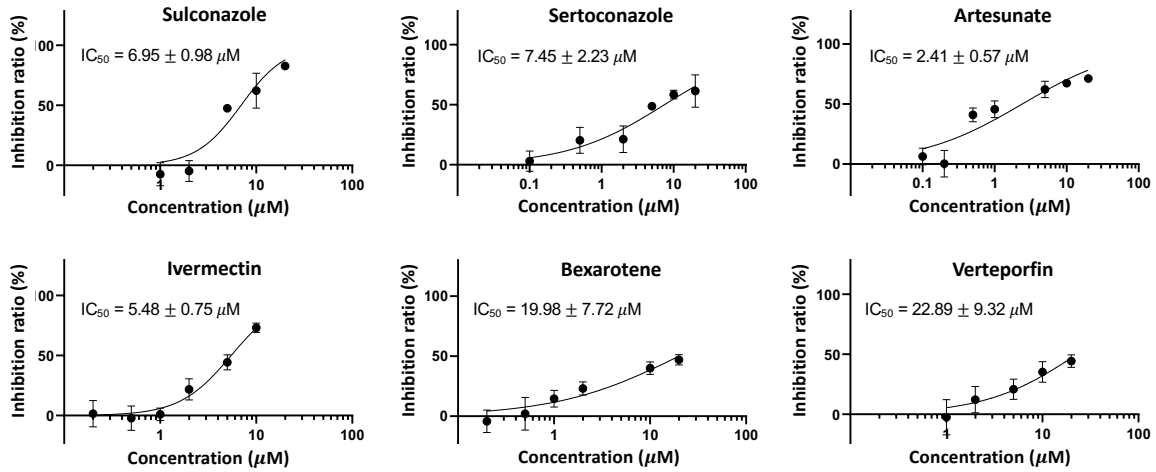 Sulconazole
Inhibition ratio (%)
100
50
0
IC50 = 6.95 ± 0.98 μM
1
10
100
Concentration (μM)
Sertoconazole
Inhibition ratio (%)
100
50
0
IC50 = 7.45 ± 2.23 μM
0.1
1
10
100
Concentration (μM)
Artesunate
Inhibition ratio (%)
100
50
0
IC50 = 2.41 ± 0.57 μM
0.1
1
10
100
Concentration (μM)
Ivermectin
Inhibition ratio (%)
100
50
0
IC50 = 5.48 ± 0.75 μM
1
10
100
Concentration (μM)
Bexarotene
Inhibition ratio (%)
100
50
0
IC50 = 19.98 ± 7.72 μM
1
10
100
Concentration (μM)
Verteporfin
Inhibition ratio (%)
100
50
0
IC50 = 22.89 ± 9.32 μM
1
10
100
Concentration (μM)